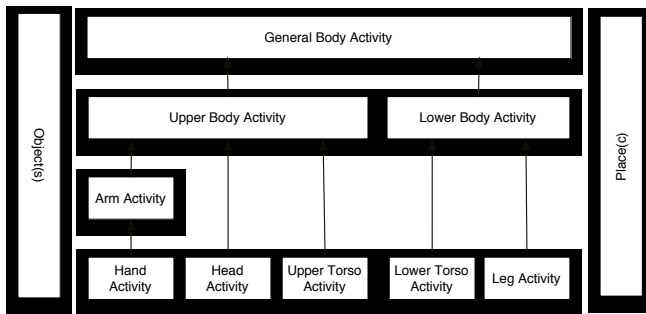 General Body Activity
Object(s)
Upper Body Activity
Lower Body Activity
Place(c)
Arm Activity
Hand
Activity
Head
Activity
Upper Torso
Activity
Lower Torso
Activity
Leg Activity